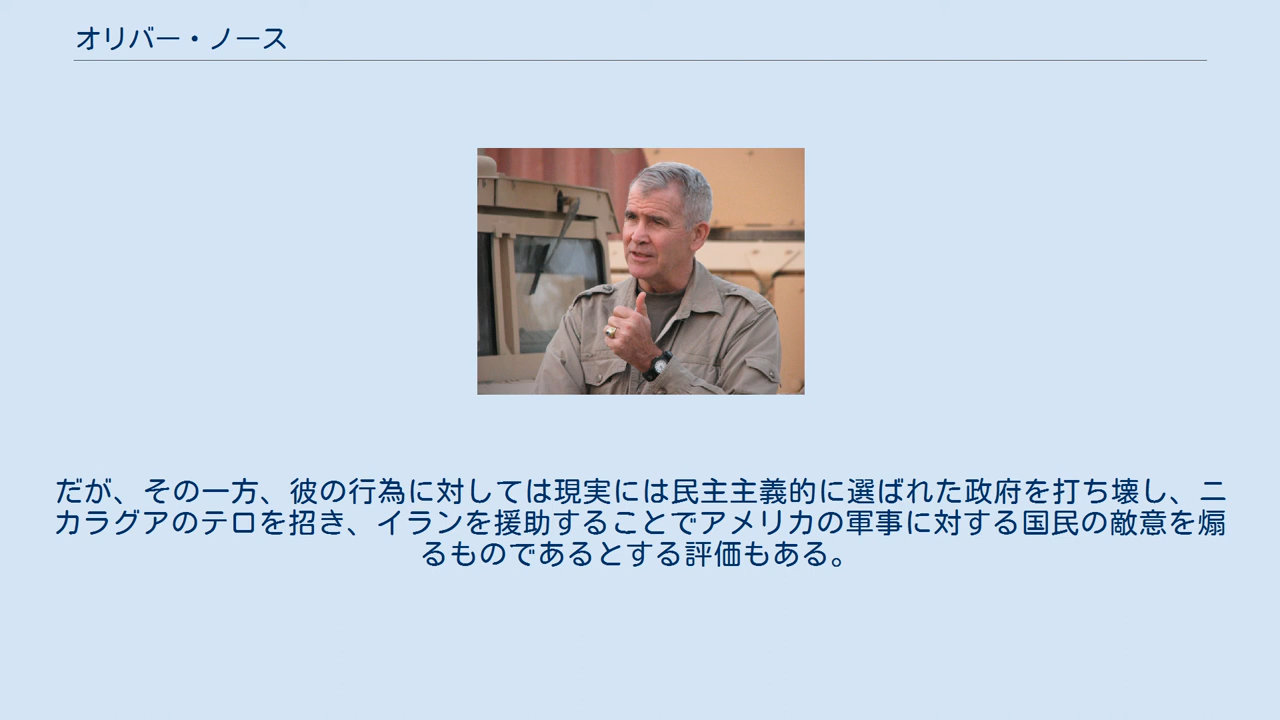 オリバー・ノース
だが、その一方、彼の行為に対しては現実には民主主義的に選ばれた政府を打ち壊し、ニ
カラグアのテロを招き、イランを援助することでアメリカの軍事に対する国民の敵意を煽
るものであるとする評価もある。